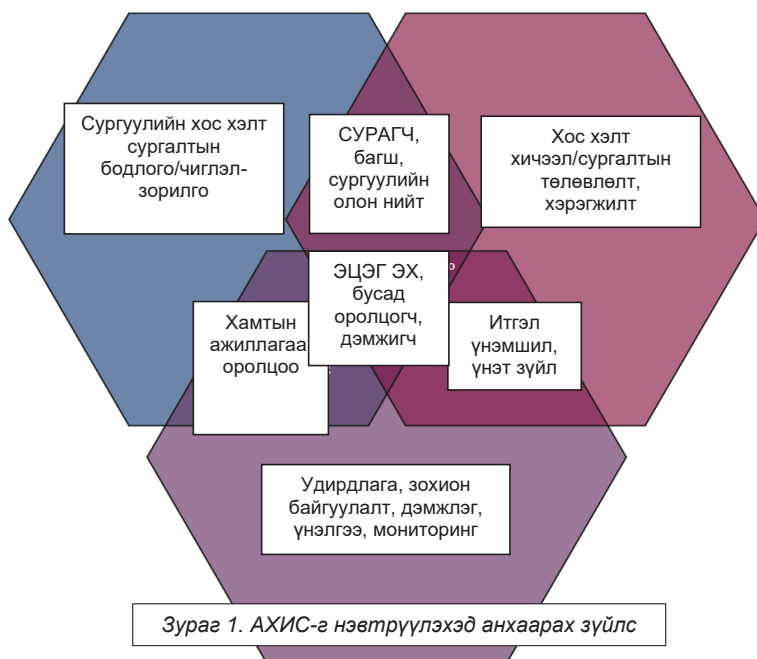 Сургуулийн хос хэлт
сургалтын
бодлого/чиглэл-
зорилго
СУРАГЧ,
багш,
сургуулийн
олон нийт
Хос хэлт
хичээл/сургалтын
төлөвлөлт,
хэрэгжилт
ЭЦЭГ ЭХ,
бусад
оролцогч,
дэмжигч
Хамтын
ажиллагаа
оролцоо
Итгэл
үнэмшил,
үнэт зүйл
Удирдлага, зохион
байгуулалт, дэмжлэг,
үнэлгээ, мониторинг
Зураг 1. АХИС-г нэвтрүүлэхэд анхаарах зүйлс